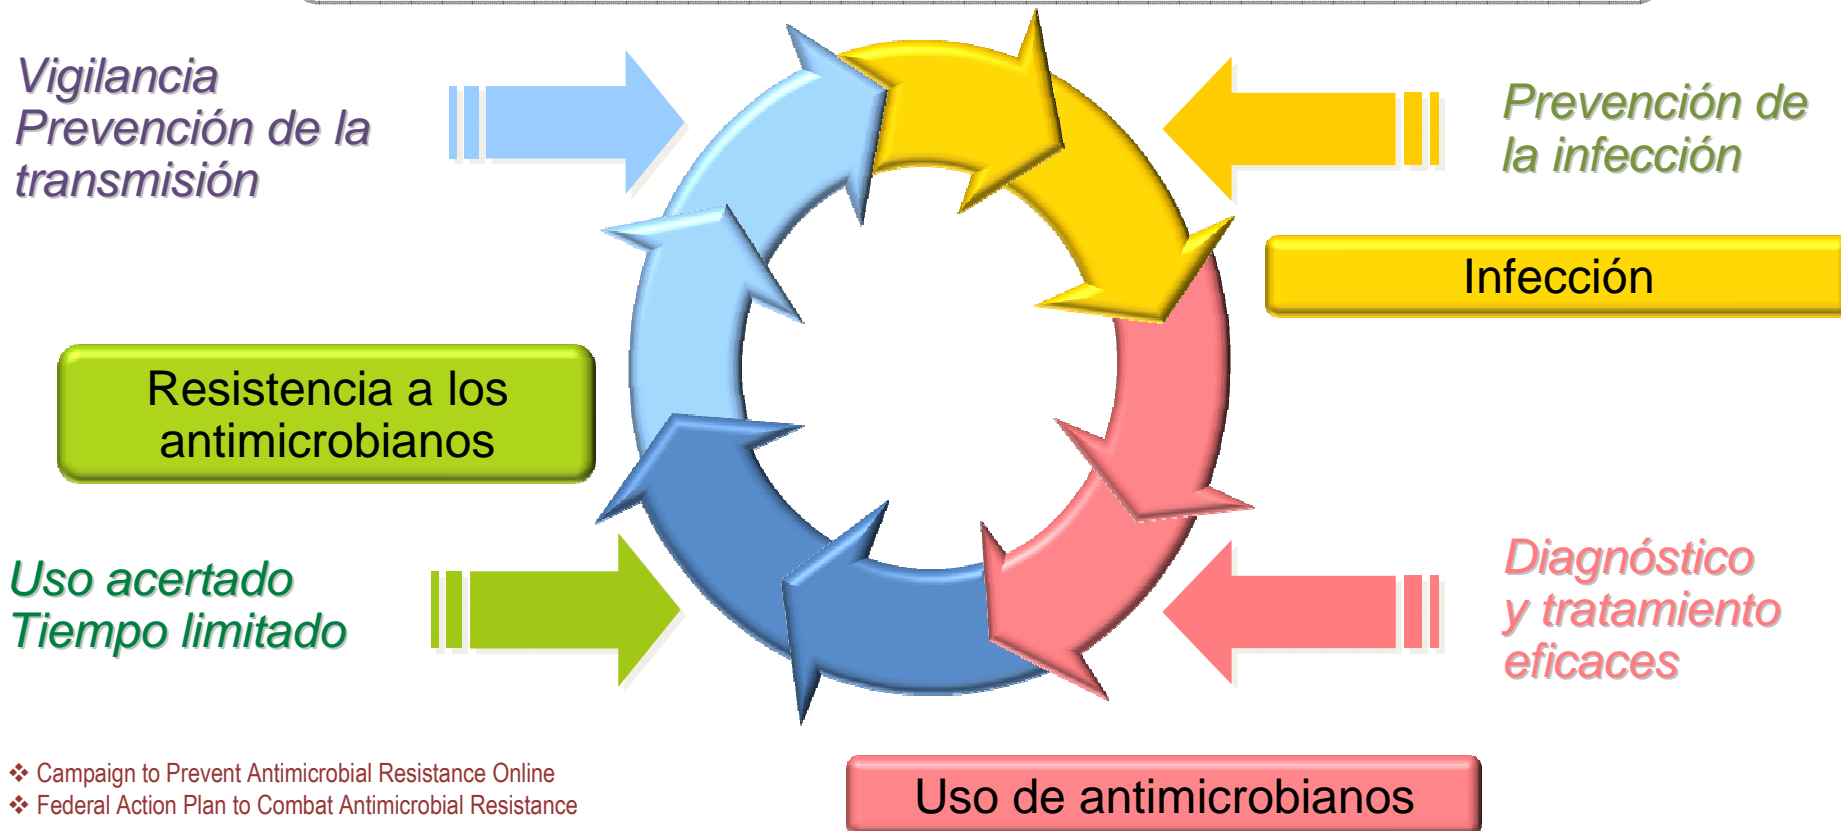 Vigilancia
Prevención de la
transmisión
Prevención de
la infección
Infección
Resistencia a los
antimicrobianos
Uso acertado
Tiempo limitado
Diagnóstico
y tratamiento
eficaces
❖ Campaign to Prevent Antimicrobial Resistance Online
❖ Federal Action Plan to Combat Antimicrobial Resistance
Uso de antimicrobianos